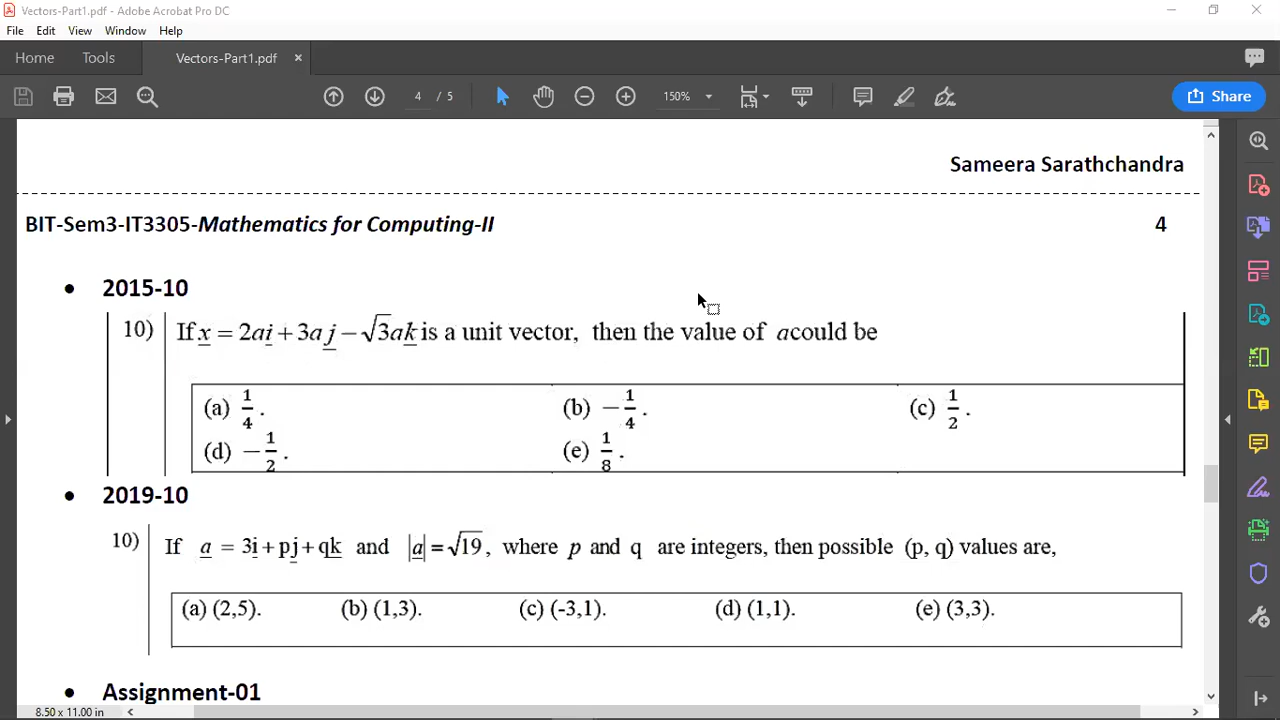 Vectors-Part1.pdf - Adobe Acrobat Pro DC
File Edit View Window Help
Home Tools Vectors-Part1.pdf ×
4 / 5 150% Share
Sameera Sarathchandra
BIT-Sem3-IT3305-Mathematics for Computing-II 4
• 2015-10
10) If x = 2ai + 3aj − √3ak is a unit vector, then the value of a could be
(a) 1/4 . (b) −1/4 . (c) 1/2 .
(d) −1/2 . (e) 1/8 .
• 2019-10
10) If a = 3i + pj + qk and |a| = √19, where p and q are integers, then possible (p, q) values are,
(a) (2,5). (b) (1,3). (c) (-3,1). (d) (1,1). (e) (3,3).
• Assignment-01
8.50 x 11.00 in